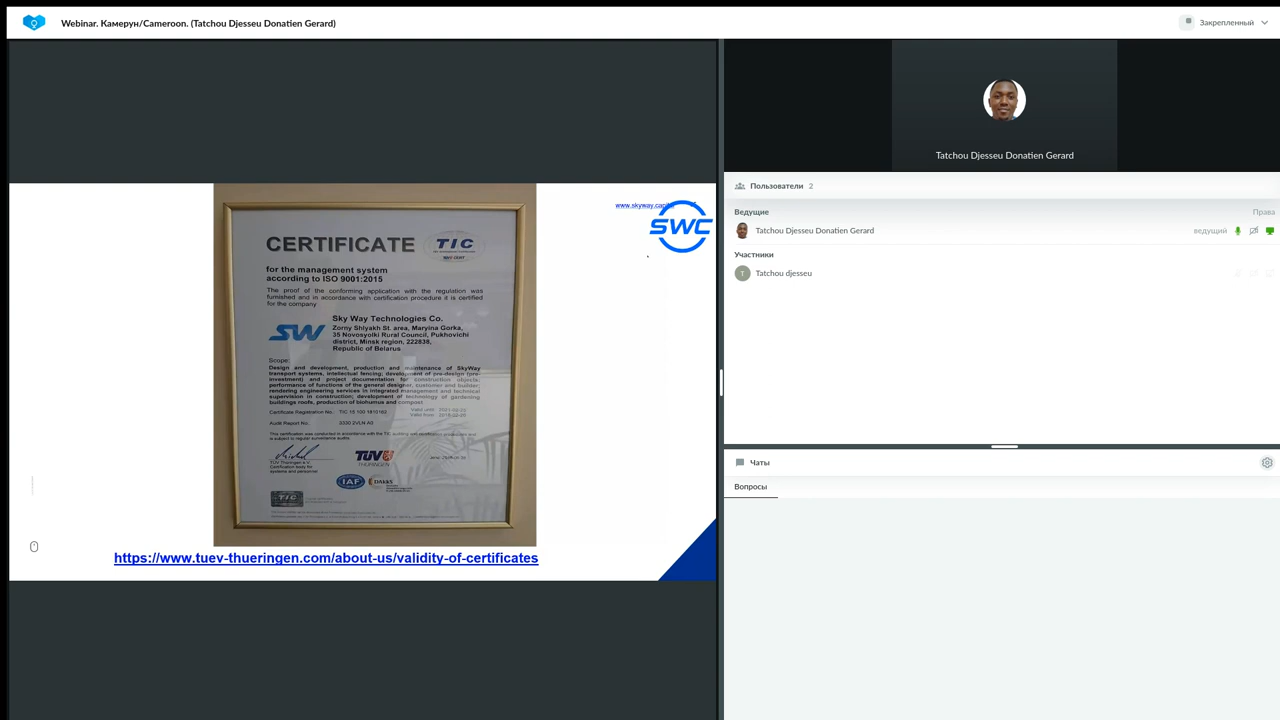 Webinar. Камерун/Cameroon. (Tatchou Djesseu Donatien Gerard)
Закрепленный
Tatchou Djesseu Donatien Gerard
Пользователи 2
Ведущие Права
Tatchou Djesseu Donatien Gerard ведущий
Участники
T Tatchou djesseu
Чаты
Вопросы
SWC
CERTIFICATE TIC
for the management system
according to ISO 9001:2015
The proof of the conforming application with the regulation was
furnished and in accordance with certification procedure it is certified
for the company
SW Sky Way Technologies Co.
Zorny Shlyakh St. area, Maryina Gorka,
35 Novosyolki Rural Council, Pukhovichi
district, Minsk region, 222838,
Republic of Belarus
Scope:
Design and development, production and maintenance of SkyWay
transport systems, intellectual fencing; development of pre-design (pre-
investment) and project documentation for construction objects;
performance of functions of the general designer, customer and builder;
rendering engineering services in integrated management and technical
supervision in construction; development of technology of gardening
buildings roofs, production of biohumus and compost
Certificate Registration No.
Audit Report No.
TÜV
THÜRINGEN
IAF
TIC
https://www.tuev-thueringen.com/about-us/validity-of-certificates